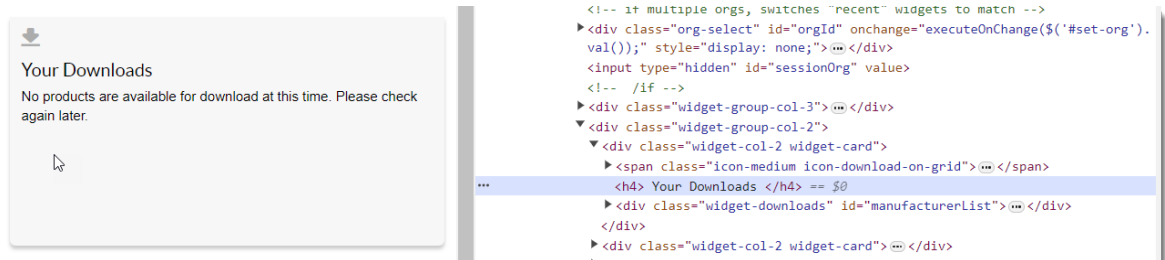 Your Downloads
No products are available for download at this time. Please check
again later.
<!-- if multiple orgs, switches "recent" widgets to match -->
<div class="org-select" id="orgId" onchange="executeOnChange($('#set-org').
val());" style="display: none;">…</div>
<input type="hidden" id="sessionOrg" value>
<!--  /if -->
<div class="widget-group-col-3">…</div>
<div class="widget-group-col-2">
<div class="widget-col-2 widget-card">
<span class="icon-medium icon-download-on-grid">…</span>
… <h4> Your Downloads </h4> == $0
<div class="widget-downloads" id="manufacturerList">…</div>
</div>
<div class="widget-col-2 widget-card">…</div>